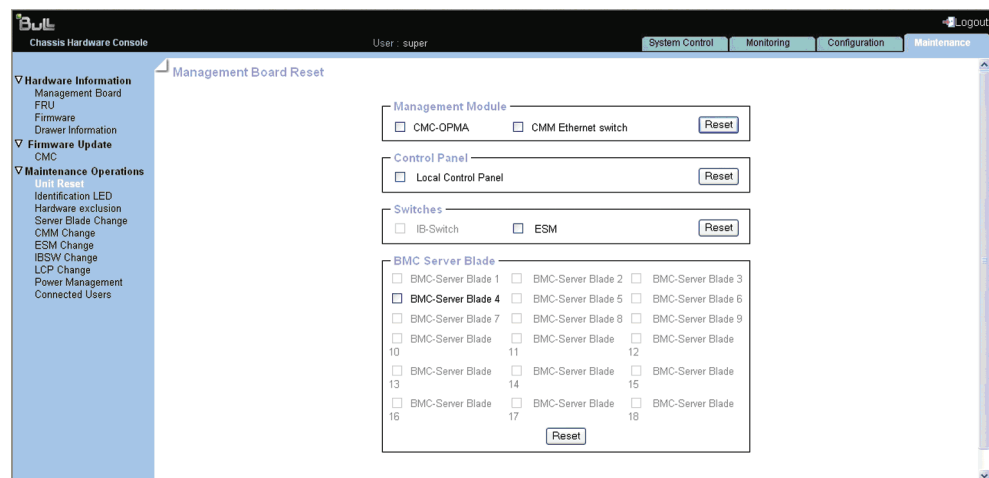 Bull
Logout
Chassis Hardware Console
User : super
System Control
Monitoring
Configuration
Maintenance
Hardware Information
Management Board
FRU
Firmware
Drawer Information
Firmware Update
CMC
Maintenance Operations
Unit Reset
Identification LED
Hardware exclusion
Server Blade Change
CMM Change
ESM Change
IBSW Change
LCP Change
Power Management
Connected Users
Management Board Reset
Management Module
CMC-OPMA CMM Ethernet switch Reset
Control Panel
Local Control Panel Reset
Switches
IB-Switch ESM Reset
BMC Server Blade
BMC-Server Blade 1 BMC-Server Blade 2 BMC-Server Blade 3
BMC-Server Blade 4 BMC-Server Blade 5 BMC-Server Blade 6
BMC-Server Blade 7 BMC-Server Blade 8 BMC-Server Blade 9
BMC-Server Blade BMC-Server Blade BMC-Server Blade
10 11 12
BMC-Server Blade BMC-Server Blade BMC-Server Blade
13 14 15
BMC-Server Blade BMC-Server Blade BMC-Server Blade
16 17 18
Reset